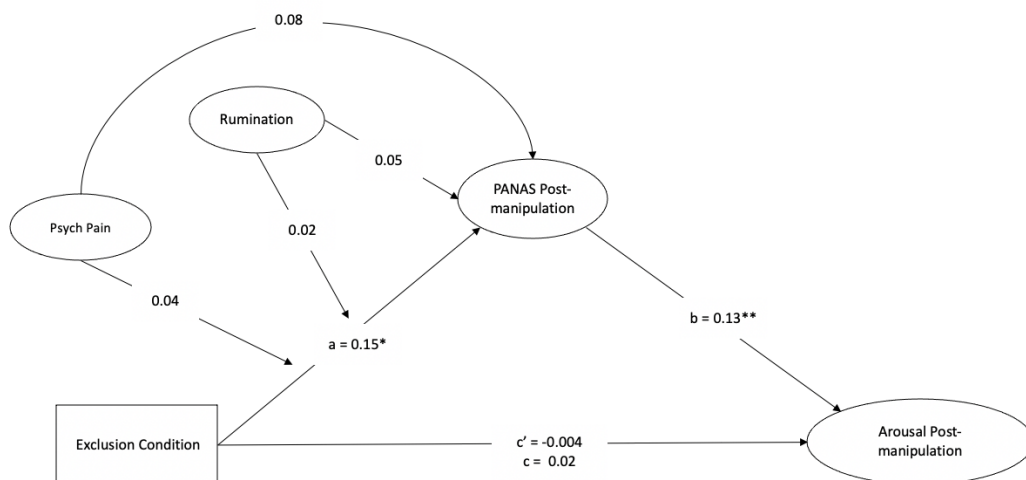 0.08
Rumination
0.05
PANAS Post-
manipulation
Psych Pain
0.02
0.04
b = 0.13**
a = 0.15*
Exclusion Condition
c’ = -0.004
c = 0.02
Arousal Post-
manipulation